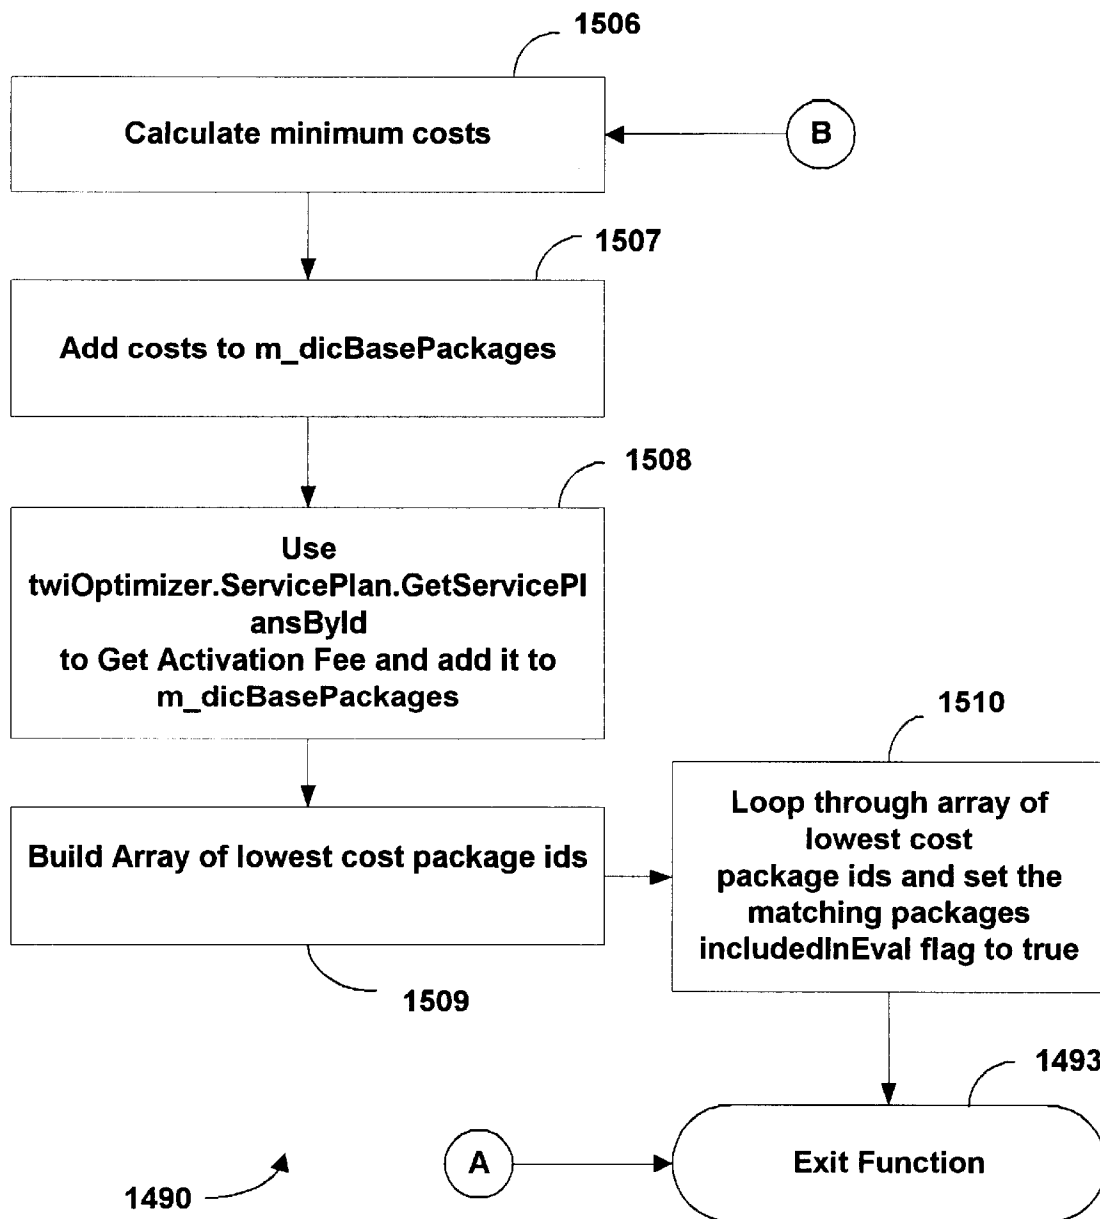 1506
Calculate minimum costs
B
1507
Add costs to m_dicBasePackages
1508
Use
twiOptimizer.ServicePlan.GetServicePl
ansById
to Get Activation Fee and add it to
m_dicBasePackages
1510
Loop through array of
lowest cost
package ids and set the
matching packages
includedInEval flag to true
Build Array of lowest cost package ids
1509
1493
A
Exit Function
1490